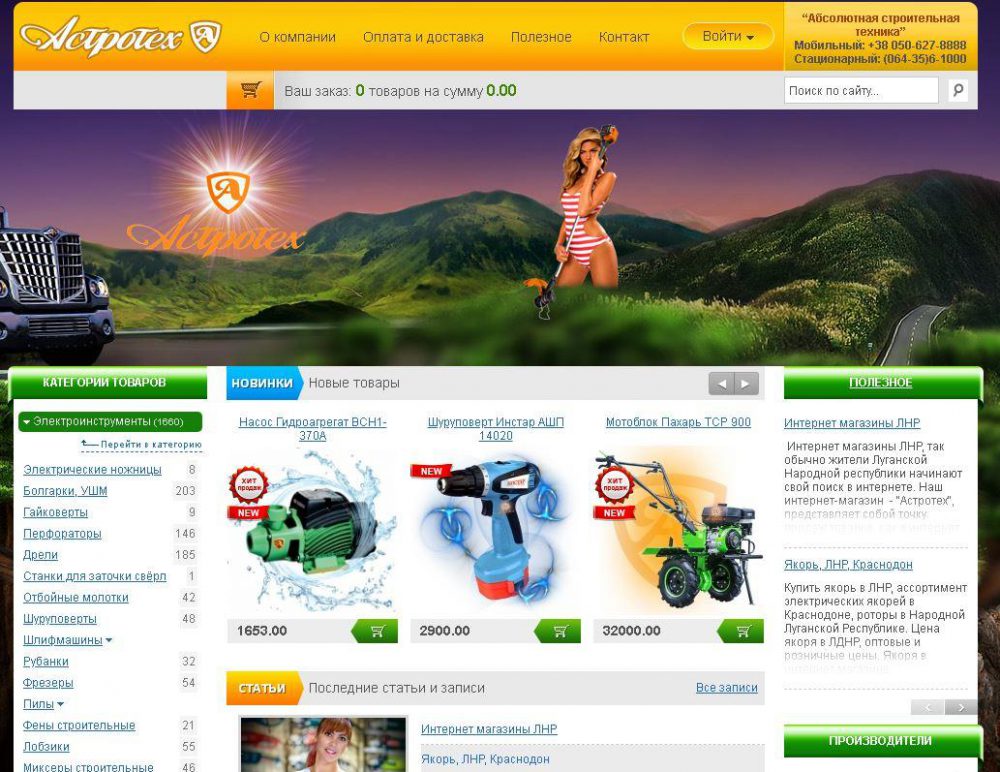 Астротех
О компании
Оплата и доставка
Полезное
Контакт
Войти
“Абсолютная строительная
техника”
Мобильный: +38 050-627-8888
Стационарный: (064-35)6-1000
Ваш заказ: 0 товаров на сумму 0.00
Поиск по сайту...
Астротех
КАТЕГОРИИ ТОВАРОВ
Электроинструменты (1660)
Перейти в категорию
Электрические ножницы 8
Болгарки, УШМ 203
Гайковерты 9
Перфораторы 146
Дрели 185
Станки для заточки свёрл 1
Отбойные молотки 42
Шуруповерты 48
Шлифмашины
Рубанки 32
Фрезеры 54
Пилы
Фены строительные 21
Лобзики 55
Миксеры строительные 46
НОВИНКИ Новые товары
Насос Гидроагрегат ВСН1-
370А
ХИТ
продаж
NEW
1653.00
Шуруповерт Инстар АШП
14020
NEW
2900.00
Мотоблок Пахарь ТСР 900
ХИТ
продаж
NEW
32000.00
СТАТЬИ Последние статьи и записи Все записи
Интернет магазины ЛНР
Якорь, ЛНР, Краснодон
ПОЛЕЗНОЕ
Интернет магазины ЛНР
Интернет магазины ЛНР, так
обычно жители Луганской
Народной республики начинают
свой поиск в интернете. Наш
интернет-магазин - "Астротех",
представляет собой точку
Якорь, ЛНР, Краснодон
Купить якорь в ЛНР, ассортимент
электрических якорей в
Краснодоне, роторы в Народной
Луганской Республике. Цена
якоря в ЛДНР, оптовые и
розничные цены. Якоря в
интернет магазине
ПРОИЗВОДИТЕЛИ